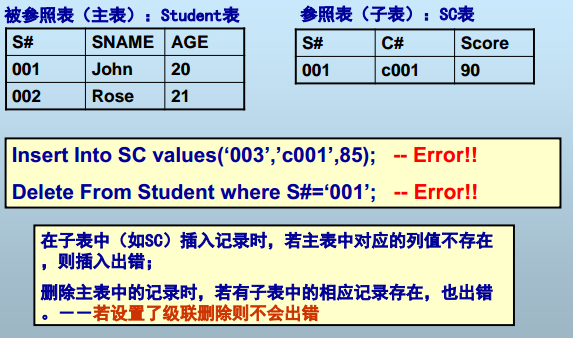 被参照表（主表）：Student表
参照表（子表）：SC表
S# SNAME AGE
001 John 20
002 Rose 21
S# C# Score
001 c001 90
Insert Into SC values(‘003’,’c001’,85); -- Error!!
Delete From Student where S#=‘001’; -- Error!!
在子表中（如SC）插入记录时，若主表中对应的列值不存在
，则插入出错；
删除主表中的记录时，若有子表中的相应记录存在，也出错
。－－若设置了级联删除则不会出错